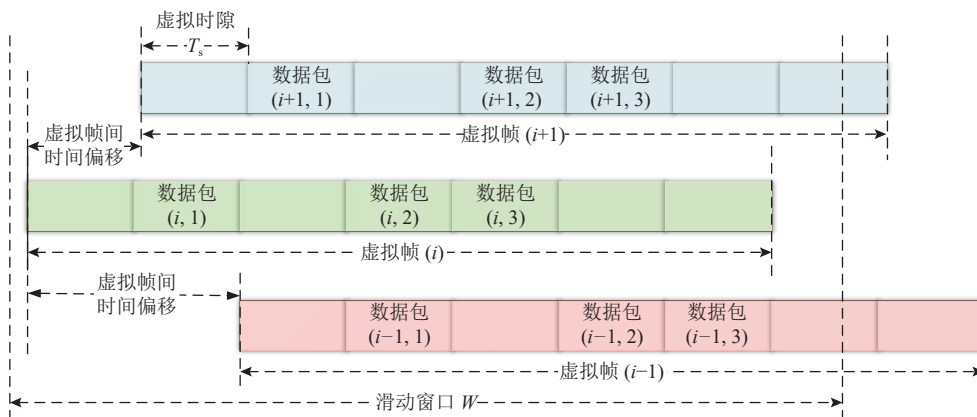 虚拟时隙
Ts
数据包
(i+1, 1)
数据包
(i+1, 2)
数据包
(i+1, 3)
虚拟帧 (i+1)
虚拟帧间
时间偏移
数据包
(i, 1)
数据包
(i, 2)
数据包
(i, 3)
虚拟帧 (i)
虚拟帧间
时间偏移
数据包
(i−1, 1)
数据包
(i−1, 2)
数据包
(i−1, 3)
虚拟帧 (i−1)
滑动窗口 W